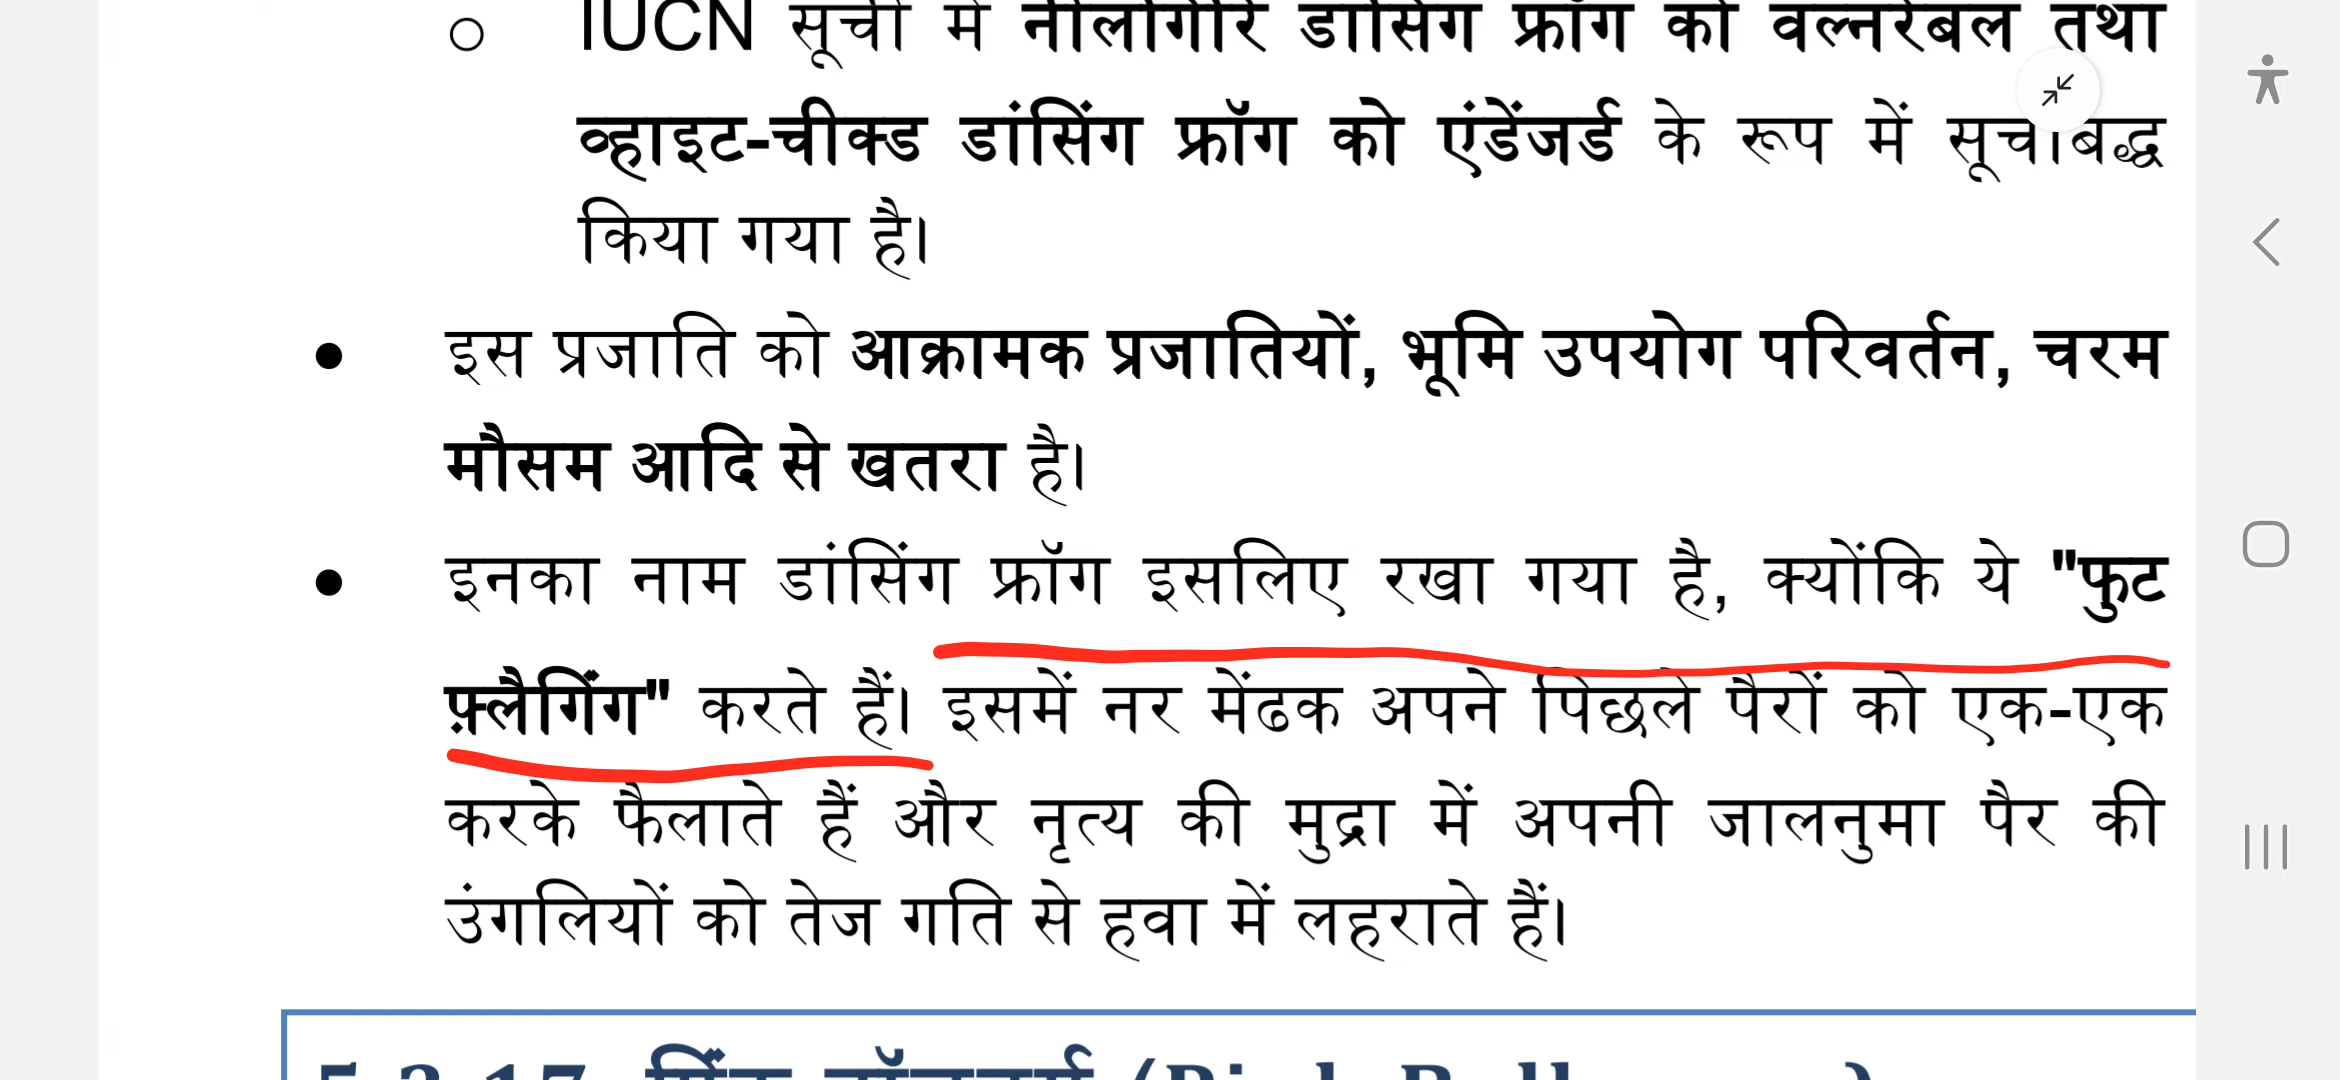 IUCN सूची में नीलगिरि डांसिंग फ्रॉग को वल्नरेबल तथा
व्हाइट-चीक्ड डांसिंग फ्रॉग को एंडेंजर्ड के रूप में सूचीबद्ध
किया गया है।
इस प्रजाति को आक्रामक प्रजातियों, भूमि उपयोग परिवर्तन, चरम
मौसम आदि से खतरा है।
इनका नाम डांसिंग फ्रॉग इसलिए रखा गया है, क्योंकि ये "फुट
फ़्लैगिंग" करते हैं। इसमें नर मेंढक अपने पिछले पैरों को एक-एक
करके फैलाते हैं और नृत्य की मुद्रा में अपनी जालनुमा पैर की
उंगलियों को तेज गति से हवा में लहराते हैं।